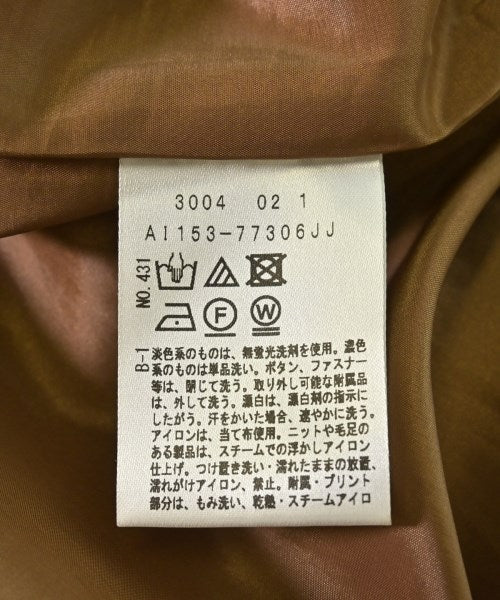 3004 02 1
AI153-77306JJ
NO.431
F
W
B-1
淡色系のものは、無蛍光洗剤を使用。濃色
系のものは単品洗い。ボタン、ファスナー
等は、閉じて洗う。取り外し可能な附属品
は、外して洗う。漂白は、漂白剤の指示に
したがう。汗をかいた場合、速やかに洗う。
アイロンは、当て布使用。ニットや毛足の
ある製品は、スチームでの浮かしアイロン
仕上げ。つけ置き洗い・濡れたままの放置、
濡れがけアイロン、禁止。附属・プリント
部分は、もみ洗い、乾熱・スチームアイロ